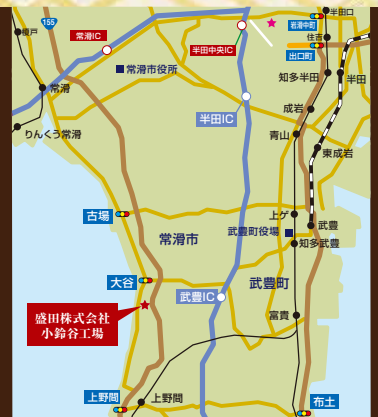 155
榎戸
常滑IC
半田中央IC
半田口
岩滑中町
住吉
出口町
常滑市役所
知多半田
半田
常滑
成岩
半田IC
りんくう常滑
青山
東成岩
古場
上ゲ
武豊
常滑市
武豊町役場
知多武豊
大谷
武豊町
武豊IC
富貴
盛田株式会社
小鈴谷工場
上野間
上野間
布土